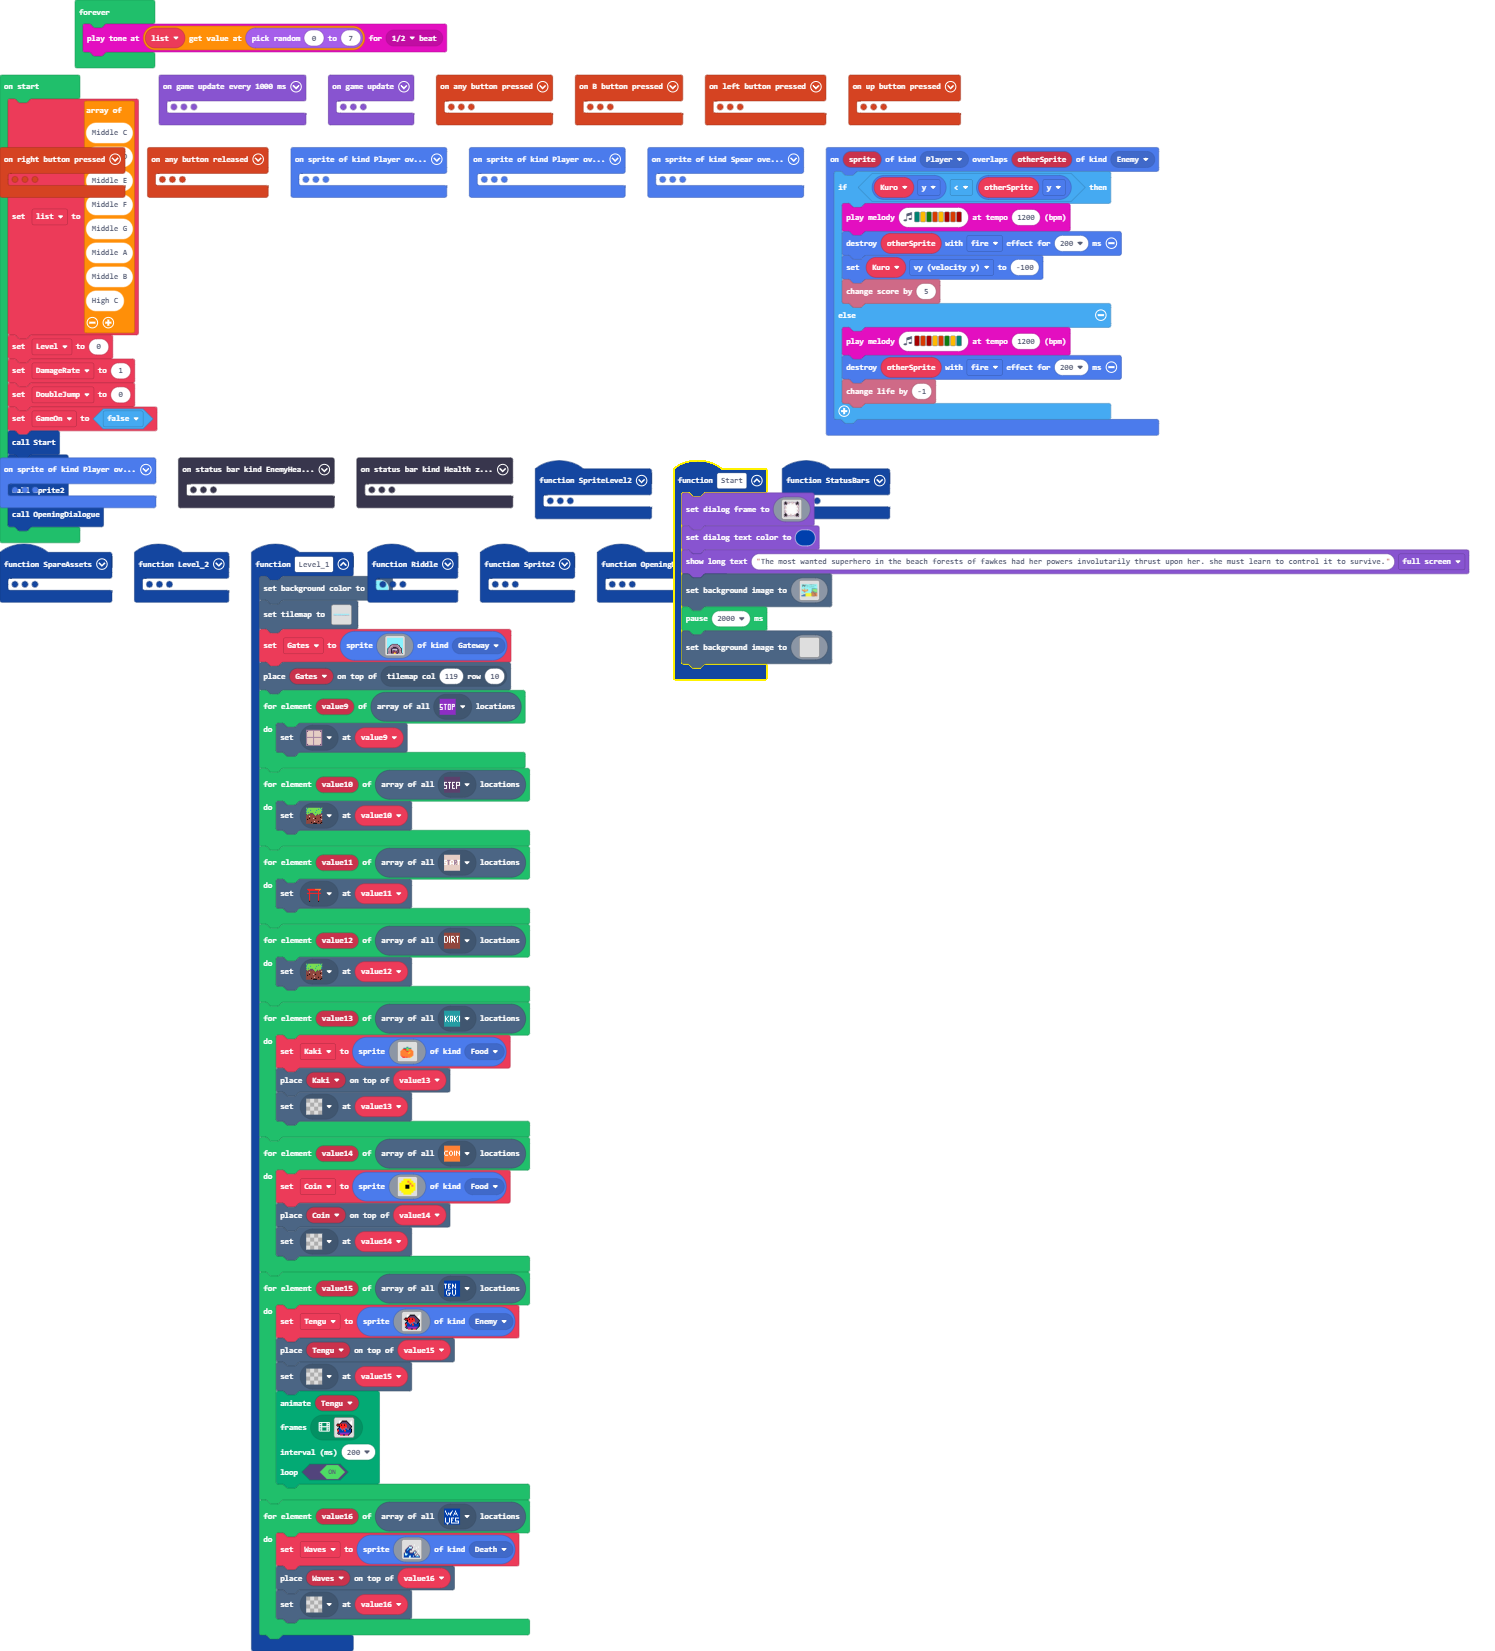 forever
play tone at list get value at pick random 0 to 7 for 1/2 beat
on start
array of
Middle C
Middle E
Middle F
Middle G
Middle A
Middle B
High C
set list to
set Level to 0
set DamageRate to 1
set DoubleJump to 0
set GameOn to false
call Start
call Sprite2
call OpeningDialogue
on game update every 1000 ms
on game update
on any button pressed
on B button pressed
on left button pressed
on up button pressed
on right button pressed
on any button released
on sprite of kind Player ov...
on sprite of kind Player ov...
on sprite of kind Spear ove...
on sprite of kind Player overlaps otherSprite of kind Enemy
if Kuro y < otherSprite y then
play melody at tempo 1200 (bpm)
destroy otherSprite with fire effect for 200 ms
set Kuro vy (velocity y) to -100
change score by 5
else
play melody at tempo 1200 (bpm)
destroy otherSprite with fire effect for 200 ms
change life by -1
on sprite of kind Player ov...
on status bar kind EnemyHea...
on status bar kind Health z...
function SpriteLevel2
function Start
set dialog frame to
set dialog text color to
show long text "The most wanted superhero in the beach forests of fawkes had her powers involutarily thrust upon her. she must learn to control it to survive." full screen
set background image to
pause 2000 ms
set background image to
function StatusBars
function SpareAssets
function Level_2
function Level_1
function Riddle
function Sprite2
function Opening
set background color to
set tilemap to
set Gates to sprite of kind Gateway
place Gates on top of tilemap col 119 row 10
for element value9 of array of all STOP locations
do
set at value9
for element value10 of array of all STEP locations
do
set at value10
for element value11 of array of all locations
do
set at value11
for element value12 of array of all DIRT locations
do
set at value12
for element value13 of array of all KAKI locations
do
set Kaki to sprite of kind Food
place Kaki on top of value13
set at value13
for element value14 of array of all COIN locations
do
set Coin to sprite of kind Food
place Coin on top of value14
set at value14
for element value15 of array of all TEN GU locations
do
set Tengu to sprite of kind Enemy
place Tengu on top of value15
set at value15
animate Tengu
frames
interval (ms) 200
loop ON
for element value16 of array of all WA VES locations
do
set Waves to sprite of kind Death
place Waves on top of value16
set at value16